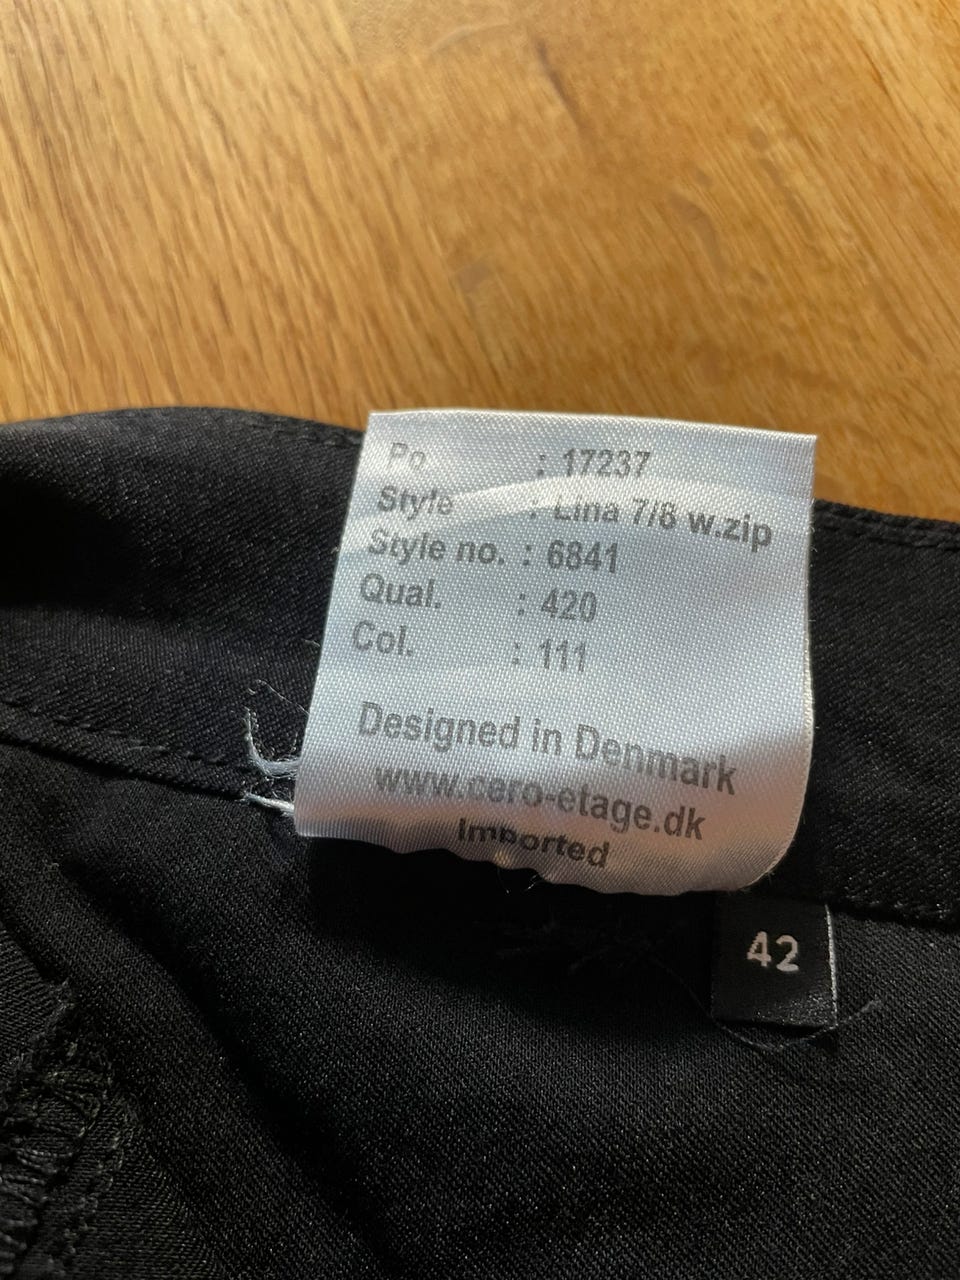 Po : 17237
Style : Lina 7/8 w.zip
Style no. : 6841
Qual. : 420
Col. : 111
Designed in Denmark
www.cero-etage.dk
Imported
42